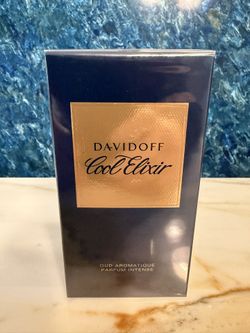 DAVIDOFF
Cool Elixir
OUD AROMATIQUE
PARFUM INTENSE